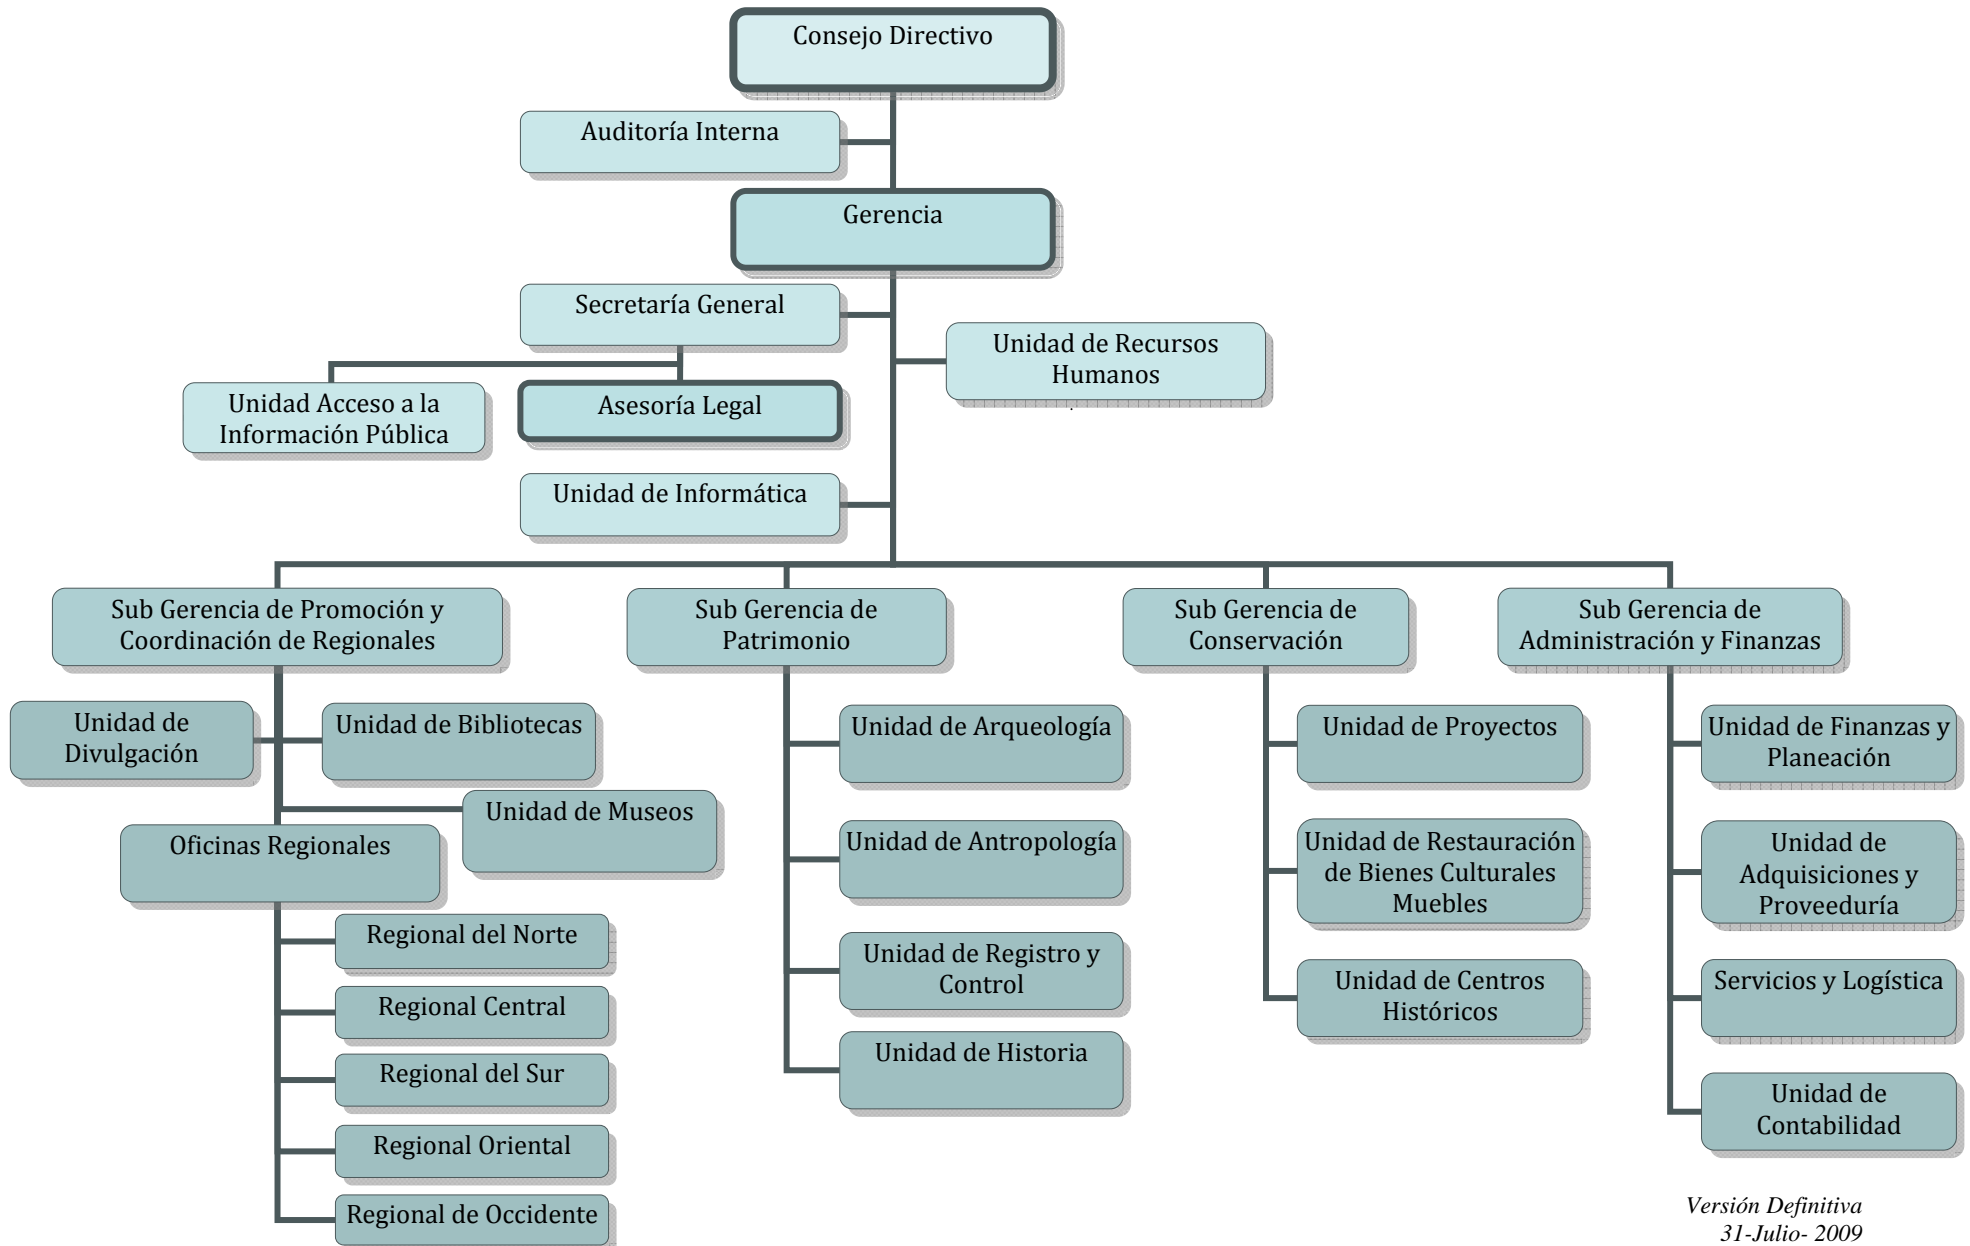 Consejo Directivo
Auditoría Interna
Gerencia
Secretaría General
Unidad de Recursos
Humanos
Unidad Acceso a la
Información Pública
Asesoría Legal
Unidad de Informática
Sub Gerencia de Promoción y
Coordinación de Regionales
Sub Gerencia de
Patrimonio
Sub Gerencia de
Conservación
Sub Gerencia de
Administración y Finanzas
Unidad de
Divulgación
Unidad de Bibliotecas
Unidad de Museos
Oficinas Regionales
Regional del Norte
Regional Central
Regional del Sur
Regional Oriental
Regional de Occidente
Unidad de Arqueología
Unidad de Antropología
Unidad de Registro y
Control
Unidad de Historia
Unidad de Proyectos
Unidad de Restauración
de Bienes Culturales
Muebles
Unidad de Centros
Históricos
Unidad de Finanzas y
Planeación
Unidad de
Adquisiciones y
Proveeduría
Servicios y Logística
Unidad de
Contabilidad
Versión Definitiva
31-Julio- 2009